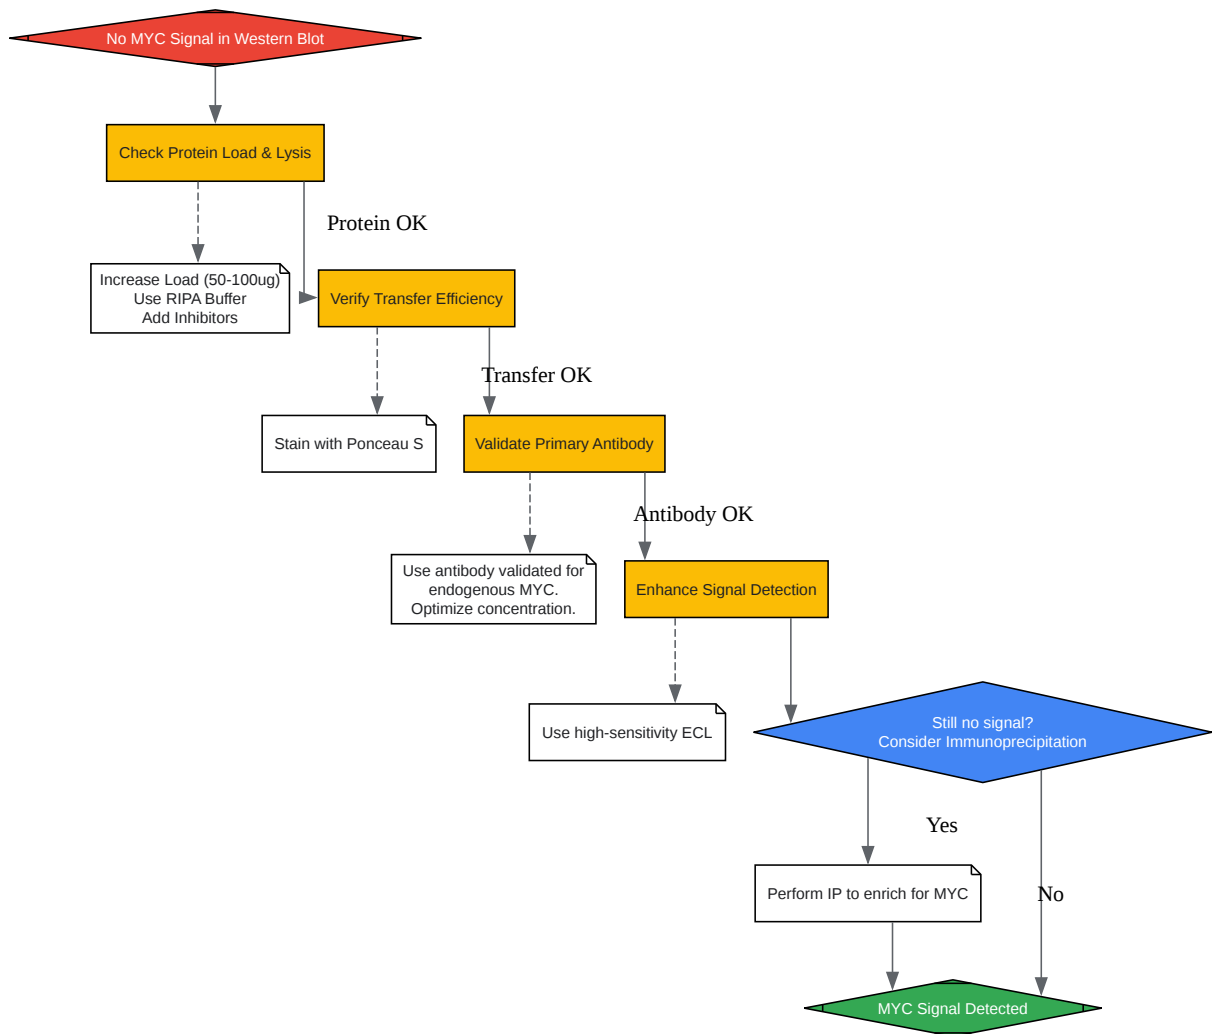 No MYC Signal in Western Blot
Check Protein Load & Lysis
Protein OK
Increase Load (50-100ug)
Use RIPA Buffer
Add Inhibitors
Verify Transfer Efficiency
Transfer OK
Stain with Ponceau S
Validate Primary Antibody
Antibody OK
Use antibody validated for
endogenous MYC.
Optimize concentration.
Enhance Signal Detection
Use high-sensitivity ECL
Still no signal?
Consider Immunoprecipitation
Yes
Perform IP to enrich for MYC
No
MYC Signal Detected